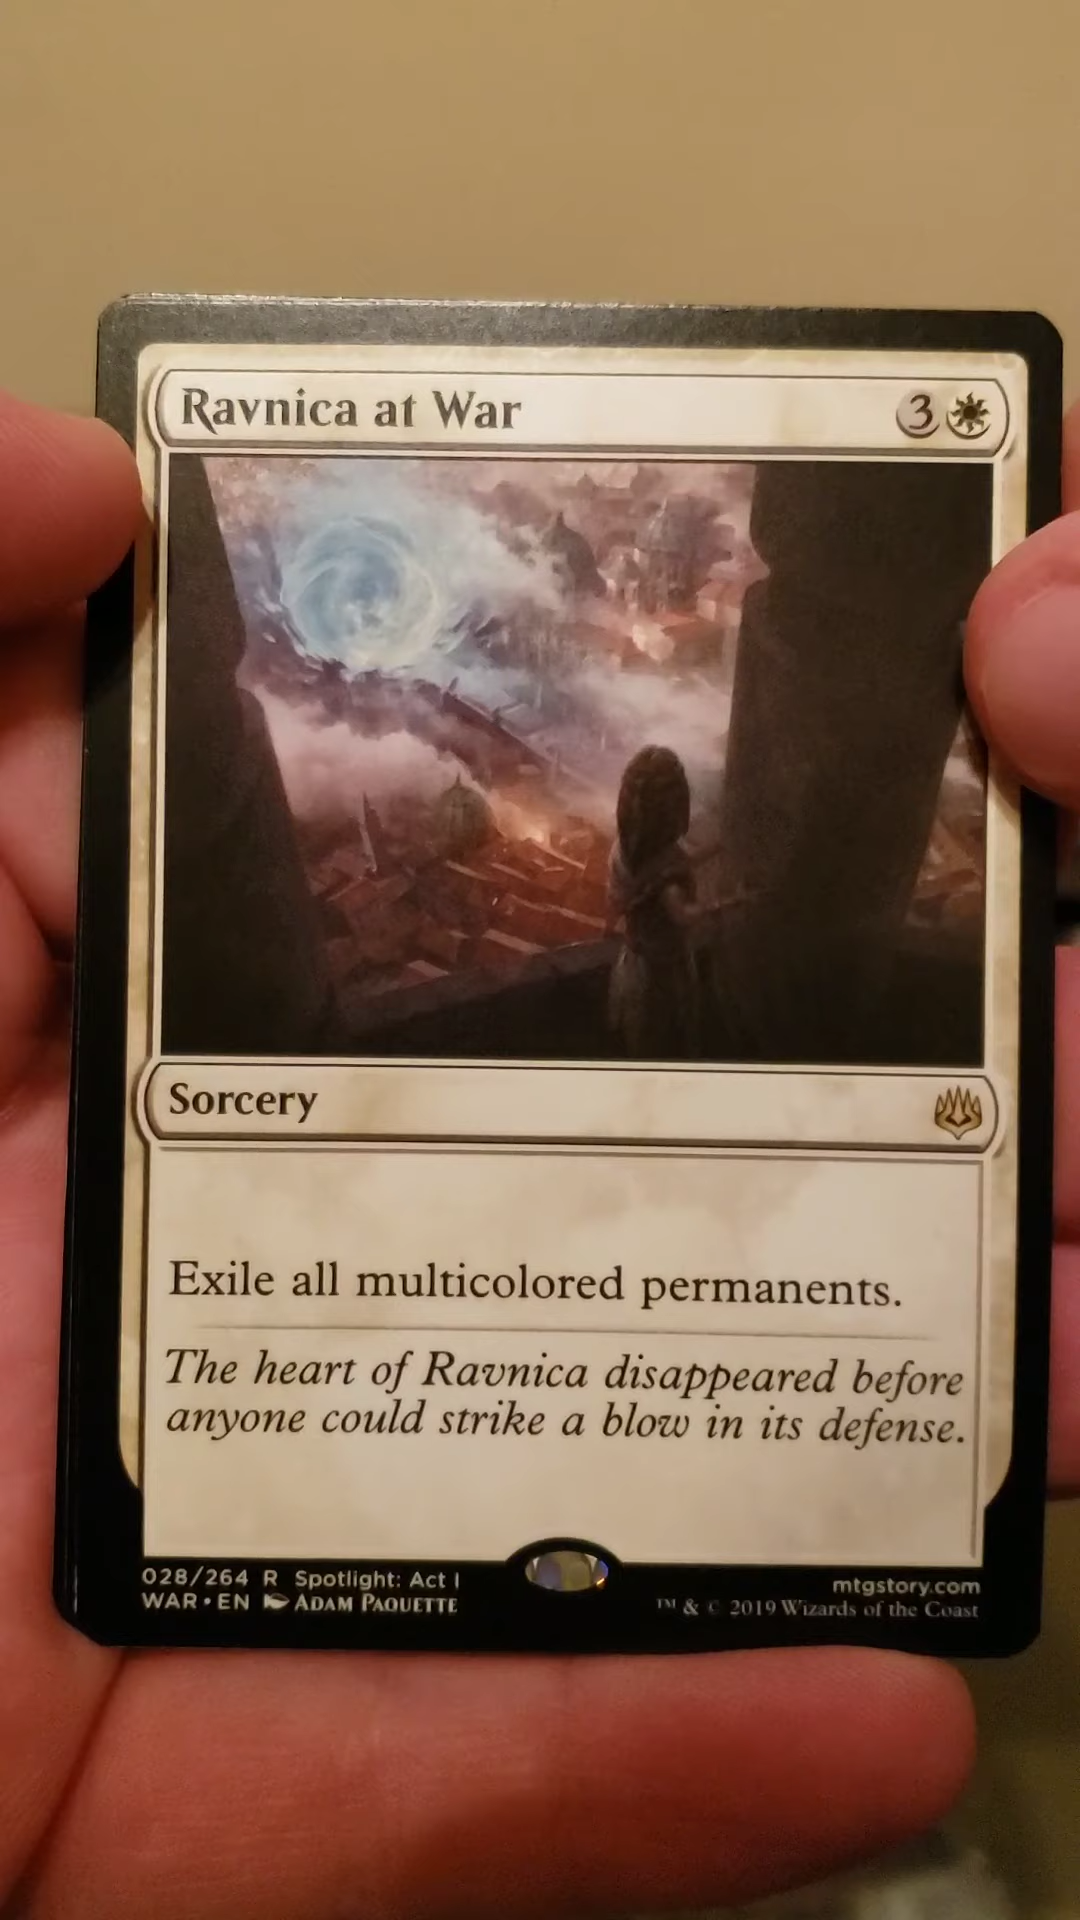 Ravnica at War 3
Sorcery
Exile all multicolored permanents.
The heart of Ravnica disappeared before
anyone could strike a blow in its defense.
028/264 R Spotlight: Act I
WAR • EN ADAM PAQUETTE
mtgstory.com
™ & © 2019 Wizards of the Coast